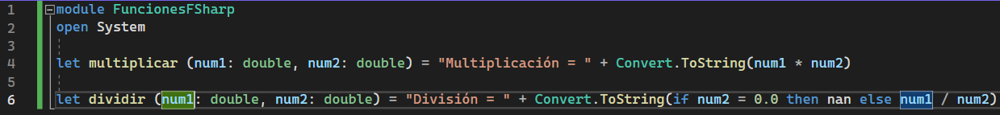 1 module FuncionesFSharp
2 open System
3
4 let multiplicar (num1: double, num2: double) = "Multiplicación = " + Convert.ToString(num1 * num2)
5
6 let dividir (num1: double, num2: double) = "División = " + Convert.ToString(if num2 = 0.0 then nan else num1 / num2)